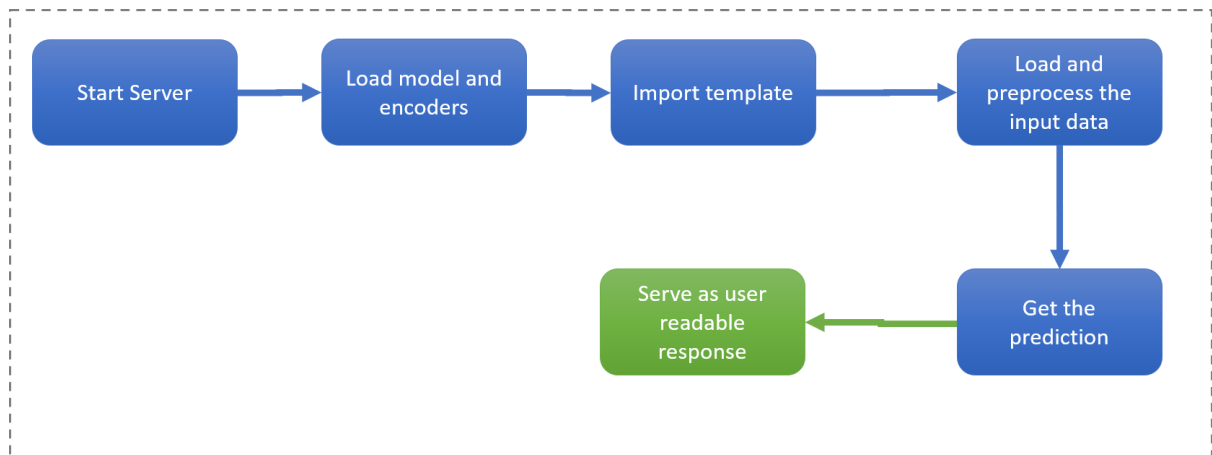 Start Server
Load model and
encoders
Import template
Load and
preprocess the
input data
Get the
prediction
Serve as user
readable
response